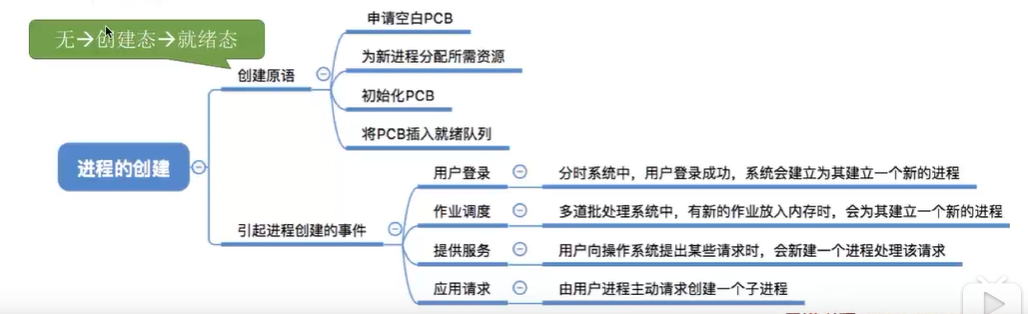 无→创建态→就绪态
申请空白PCB
为新进程分配所需资源
创建原语
初始化PCB
将PCB插入就绪队列
进程的创建
用户登录
分时系统中，用户登录成功，系统会建立为其建立一个新的进程
作业调度
多道批处理系统中，有新的作业放入内存时，会为其建立一个新的进程
引起进程创建的事件
提供服务
用户向操作系统提出某些请求时，会新建一个进程处理该请求
应用请求
由用户进程主动请求创建一个子进程